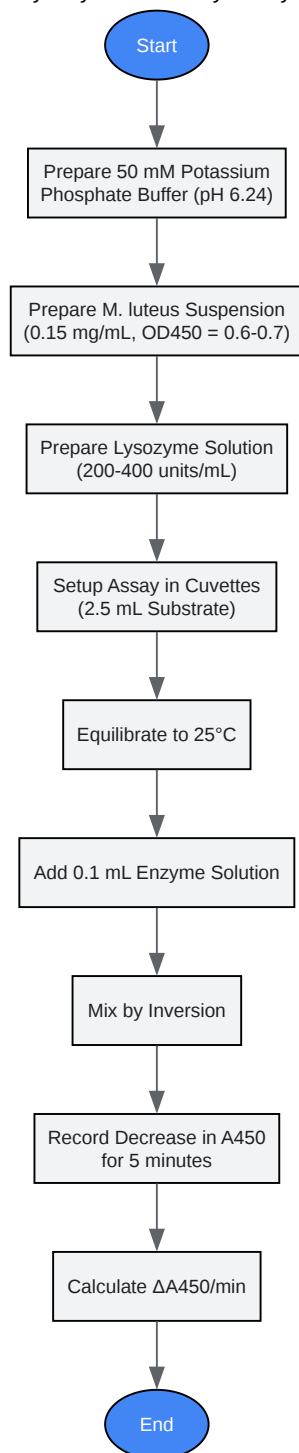 Start
Prepare 50 mM Potassium
Phosphate Buffer (pH 6.24)
Prepare M. luteus Suspension
(0.15 mg/mL, OD450 = 0.6-0.7)
Prepare Lysozyme Solution
(200-400 units/mL)
Setup Assay in Cuvettes
(2.5 mL Substrate)
Equilibrate to 25°C
Add 0.1 mL Enzyme Solution
Mix by Inversion
Record Decrease in A450
for 5 minutes
Calculate ΔA450/min
End